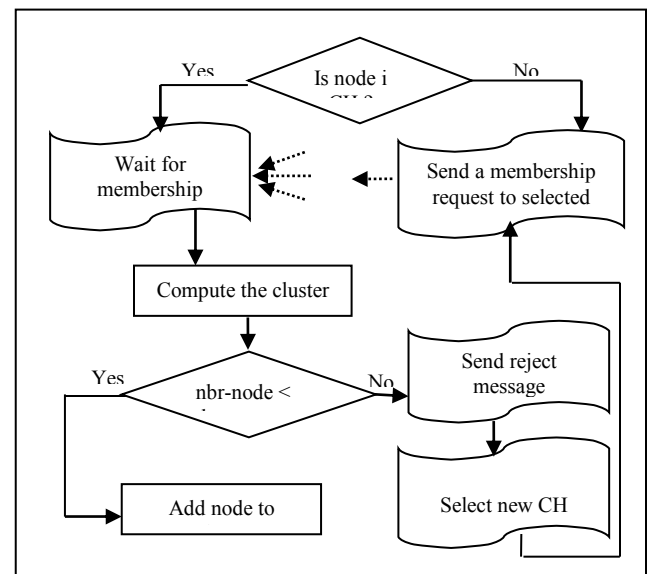 Is node i
Yes
No
Wait for
membership
Send a membership
request to selected
Compute the cluster
Yes
nbr-node <
No
Send reject
message
Add node to
Select new CH